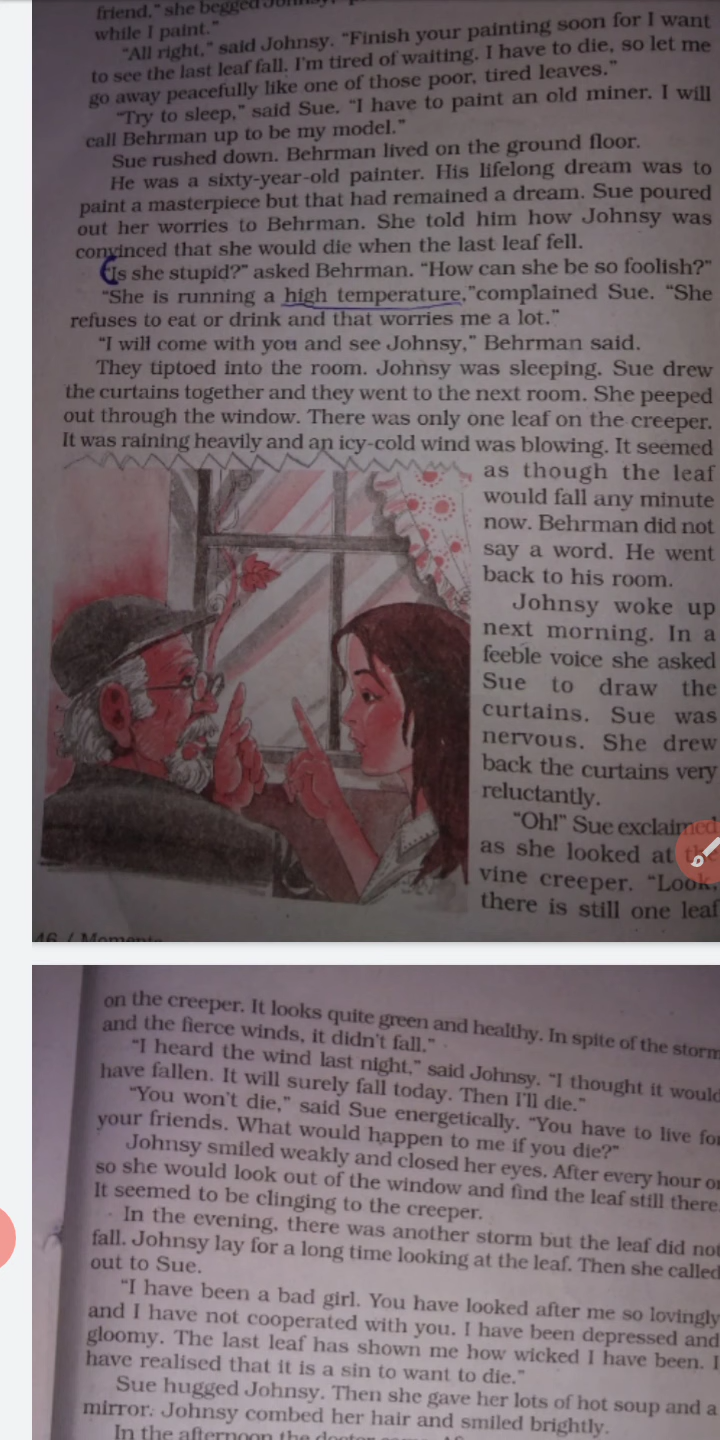 friend," she begged
while I paint."
"All right," said Johnsy. "Finish your painting soon for I want
to see the last leaf fall. I'm tired of waiting. I have to die, so let me
go away peacefully like one of those poor, tired leaves."
"Try to sleep," said Sue. "I have to paint an old miner. I will
call Behrman up to be my model."
Sue rushed down. Behrman lived on the ground floor.
He was a sixty-year-old painter. His lifelong dream was to
paint a masterpiece but that had remained a dream. Sue poured
out her worries to Behrman. She told him how Johnsy was
convinced that she would die when the last leaf fell.
"Is she stupid?" asked Behrman. "How can she be so foolish?"
"She is running a high temperature,"complained Sue. "She
refuses to eat or drink and that worries me a lot."
"I will come with you and see Johnsy," Behrman said.
They tiptoed into the room. Johnsy was sleeping. Sue drew
the curtains together and they went to the next room. She peeped
out through the window. There was only one leaf on the creeper.
It was raining heavily and an icy-cold wind was blowing. It seemed
as though the leaf
would fall any minute
now. Behrman did not
say a word. He went
back to his room.
Johnsy woke up
next morning. In a
feeble voice she asked
Sue to draw the
curtains. Sue was
nervous. She drew
back the curtains very
reluctantly.
"Oh!" Sue exclaimed
as she looked at the
vine creeper. "Look,
there is still one leaf
46 / Moments
on the creeper. It looks quite green and healthy. In spite of the storm
and the fierce winds, it didn't fall."
"I heard the wind last night," said Johnsy. "I thought it would
have fallen. It will surely fall today. Then I'll die."
"You won't die," said Sue energetically. "You have to live for
your friends. What would happen to me if you die?"
Johnsy smiled weakly and closed her eyes. After every hour or
so she would look out of the window and find the leaf still there.
It seemed to be clinging to the creeper.
In the evening, there was another storm but the leaf did not
fall. Johnsy lay for a long time looking at the leaf. Then she called
out to Sue.
"I have been a bad girl. You have looked after me so lovingly
and I have not cooperated with you. I have been depressed and
gloomy. The last leaf has shown me how wicked I have been. I
have realised that it is a sin to want to die."
Sue hugged Johnsy. Then she gave her lots of hot soup and a
mirror. Johnsy combed her hair and smiled brightly.
In the afternoon the doctor